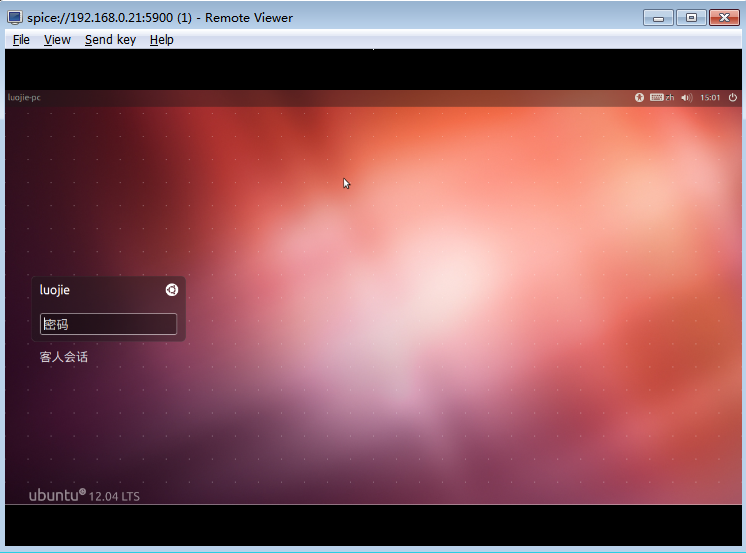 spice://192.168.0.21:5900 (1) - Remote Viewer
File View Send key Help
luojie-pc zh 15:01
luojie
密码
客人会话
ubuntu® 12.04 LTS